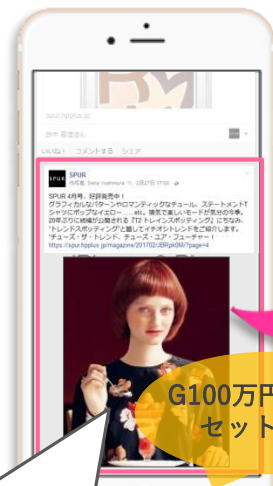 spur.hpplus.jp
いいね! コメントする シェア
SPUR
SPUR 4月号、好評発売中!
グラフィカルなパターンやロマンティックなチュール、ステートメントT
シャツにポップなイエロー……etc。陽気で楽しいモードが気分の今季。
20年ぶりに続編が公開される『T2 トレインスポッティング』にちなみ、
"トレンドスポッティング"と題してイチオシトレンドをご紹介します。
"チューズ・ザ・トレンド、チューズ・ユア・フューチャー!
https://spur.hpplus.jp/magazine/201702/JBRpk0M/?page=4
G100万円
セット